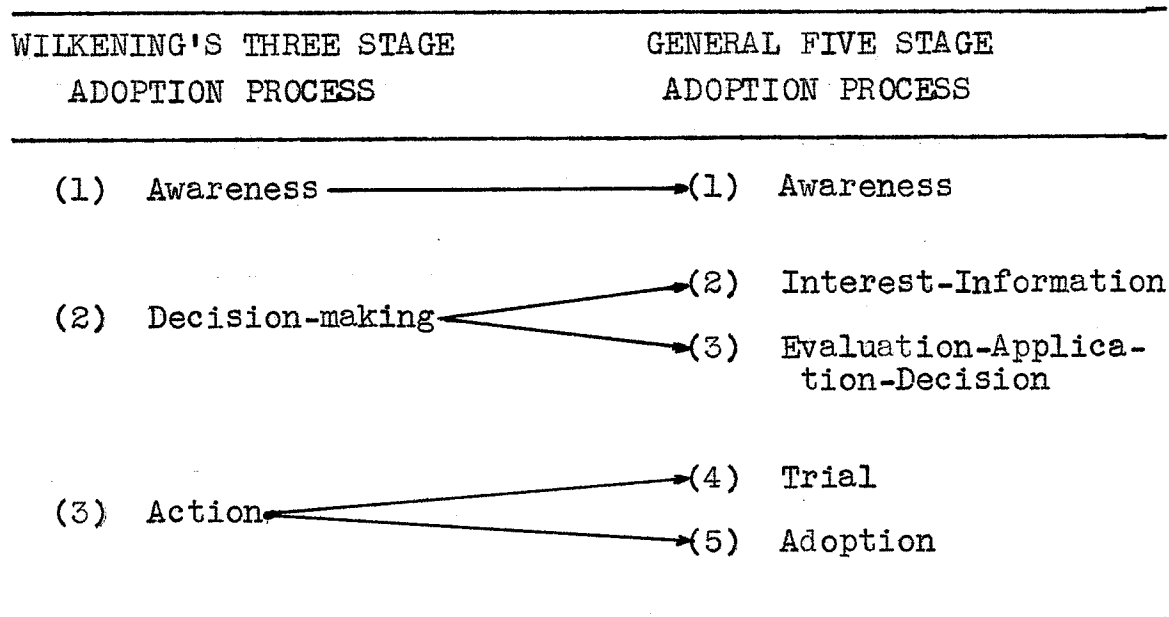 WILKENING'S THREE STAGE
ADOPTION PROCESS
GENERAL FIVE STAGE
ADOPTION PROCESS
(1) Awareness
(1) Awareness
(2) Decision-making
(2) Interest-Information
(3) Evaluation-Applica-
tion-Decision
(3) Action
(4) Trial
(5) Adoption